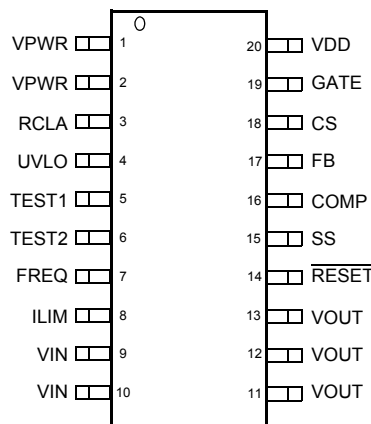 VPWR 1 20 VDD
VPWR 2 19 GATE
RCLA 3 18 CS
UVLO 4 17 FB
TEST1 5 16 COMP
TEST2 6 15 SS
FREQ 7 14 RESET
ILIM 8 13 VOUT
VIN 9 12 VOUT
VIN 10 11 VOUT